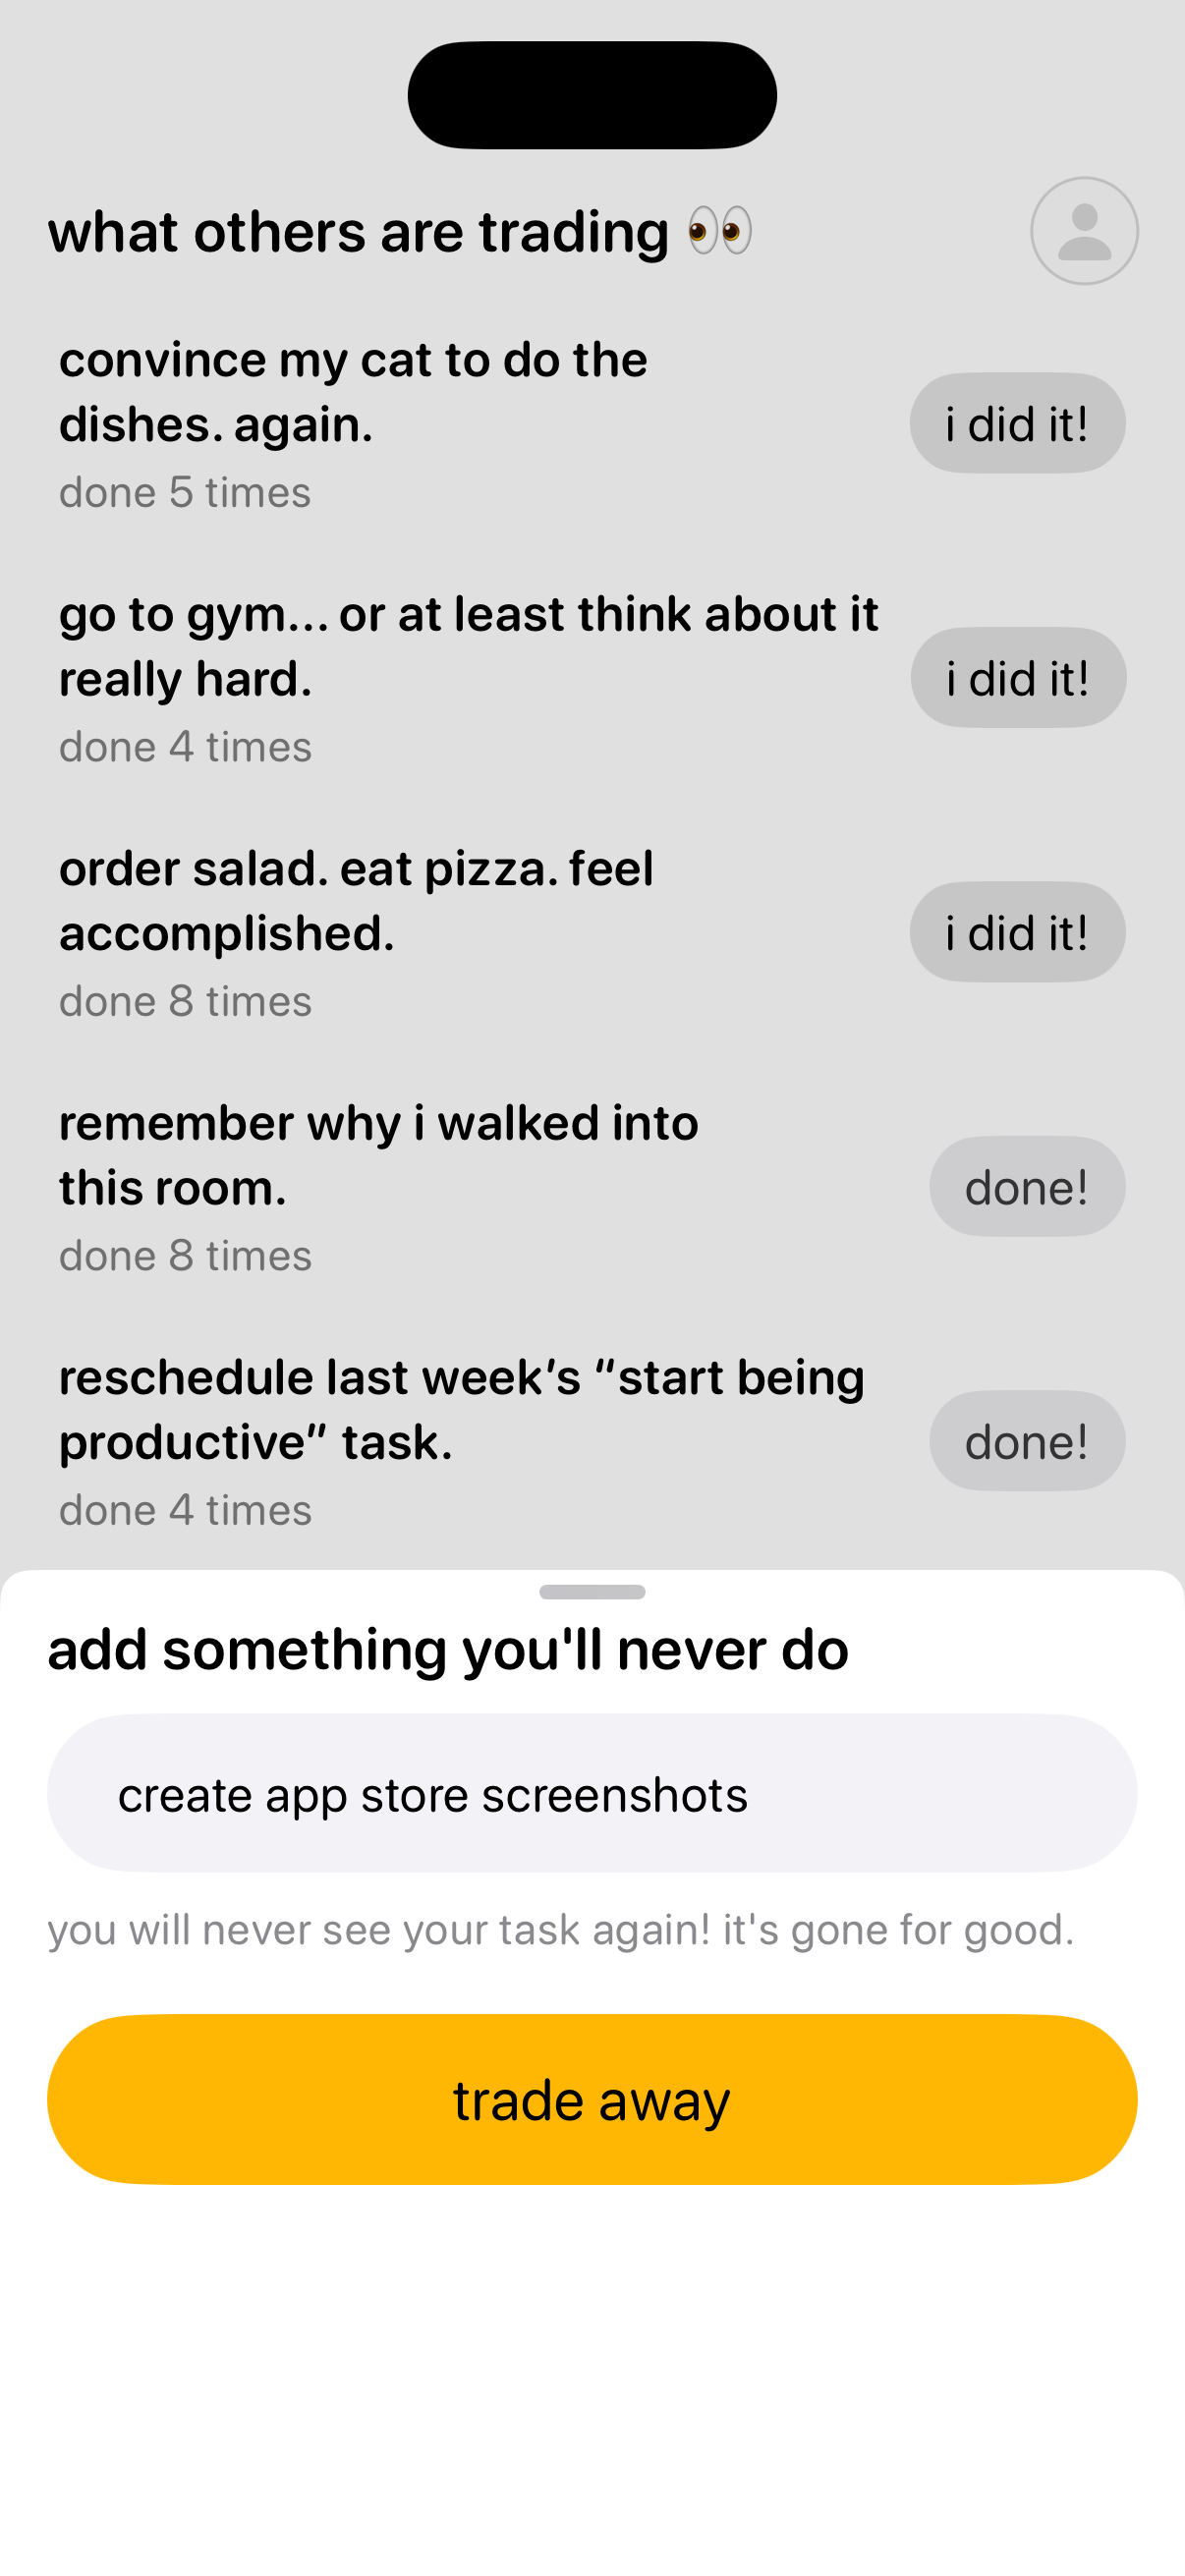 what others are trading 👀
convince my cat to do the
dishes. again.
i did it!
done 5 times
go to gym... or at least think about it
really hard.
i did it!
done 4 times
order salad. eat pizza. feel
accomplished.
i did it!
done 8 times
remember why i walked into
this room.
done!
done 8 times
reschedule last week’s “start being
productive” task.
done!
done 4 times
add something you'll never do
create app store screenshots
you will never see your task again! it's gone for good.
trade away